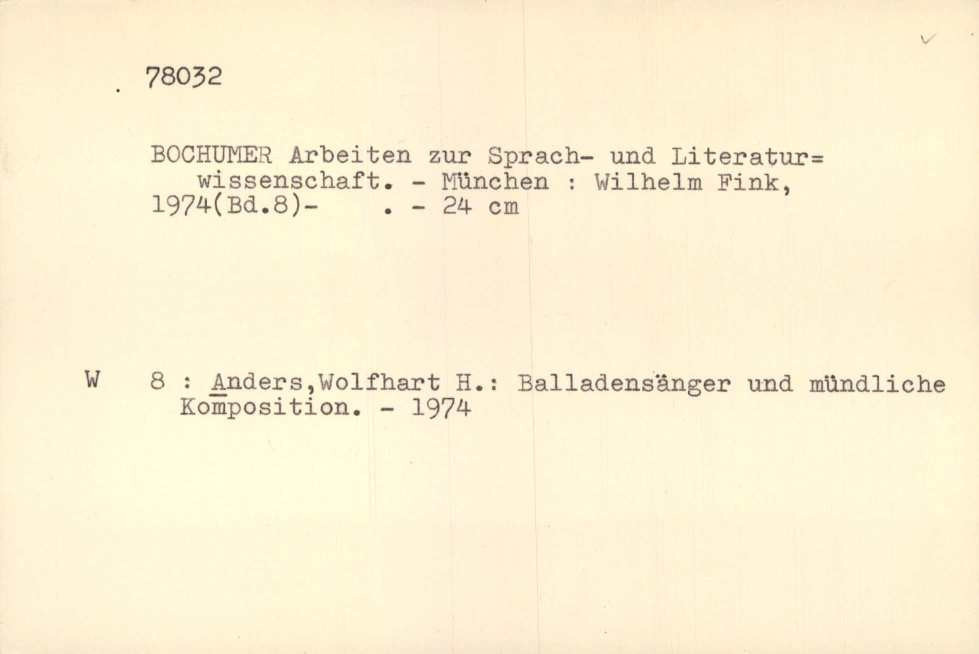 . 78032
BOCHUMER Arbeiten zur Sprach- und Literatur=
wissenschaft. - München : Wilhelm Fink,
1974(Bd.8)-    . - 24 cm
W 8 : Anders,Wolfhart H.: Balladensänger und mündliche
Komposition. - 1974